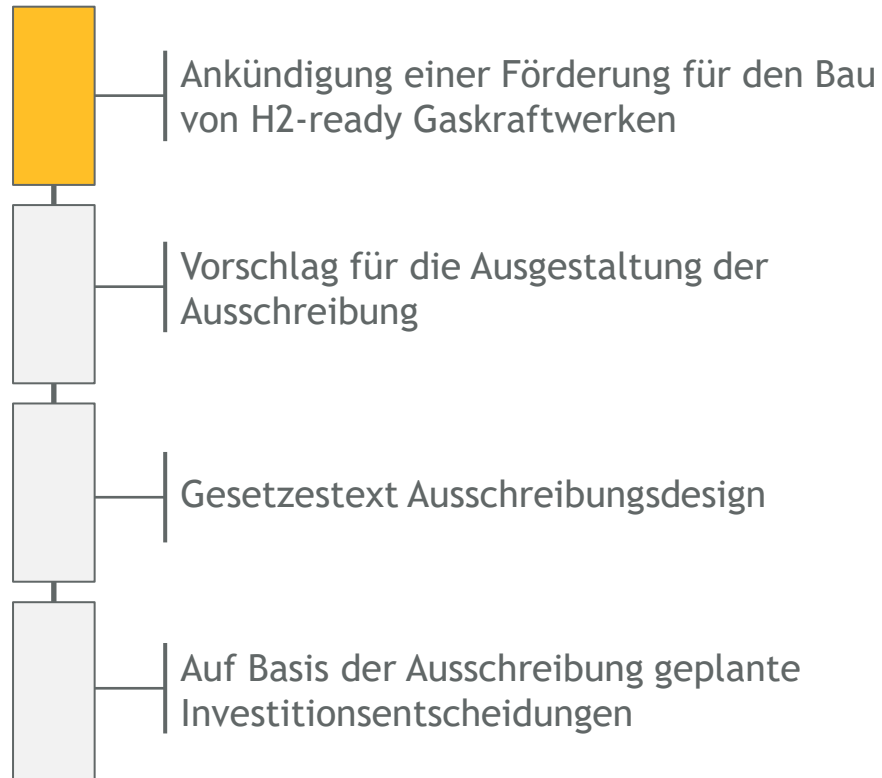 Ankündigung einer Förderung für den Bau
von H2-ready Gaskraftwerken
Vorschlag für die Ausgestaltung der
Ausschreibung
Gesetzestext Ausschreibungsdesign
Auf Basis der Ausschreibung geplante
Investitionsentscheidungen